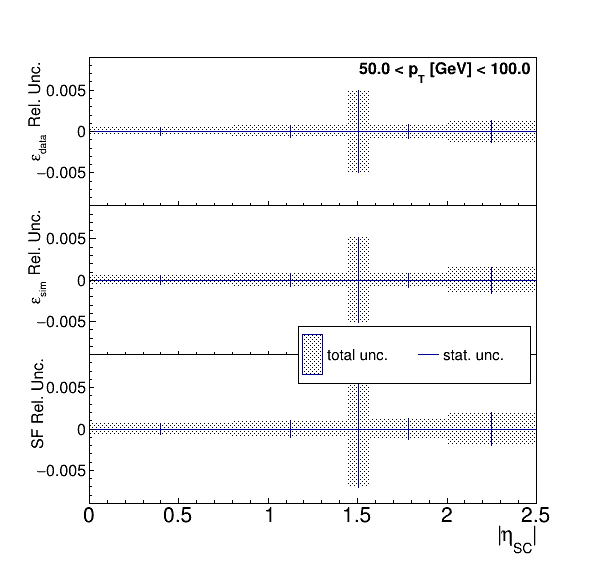 50.0 < p_T [GeV] < 100.0
ε_data Rel. Unc.
0.005
0
−0.005
ε_sim Rel. Unc.
0.005
0
−0.005
total unc.
stat. unc.
SF Rel. Unc.
0.005
0
−0.005
0 0.5 1 1.5 2 2.5
|η_SC|